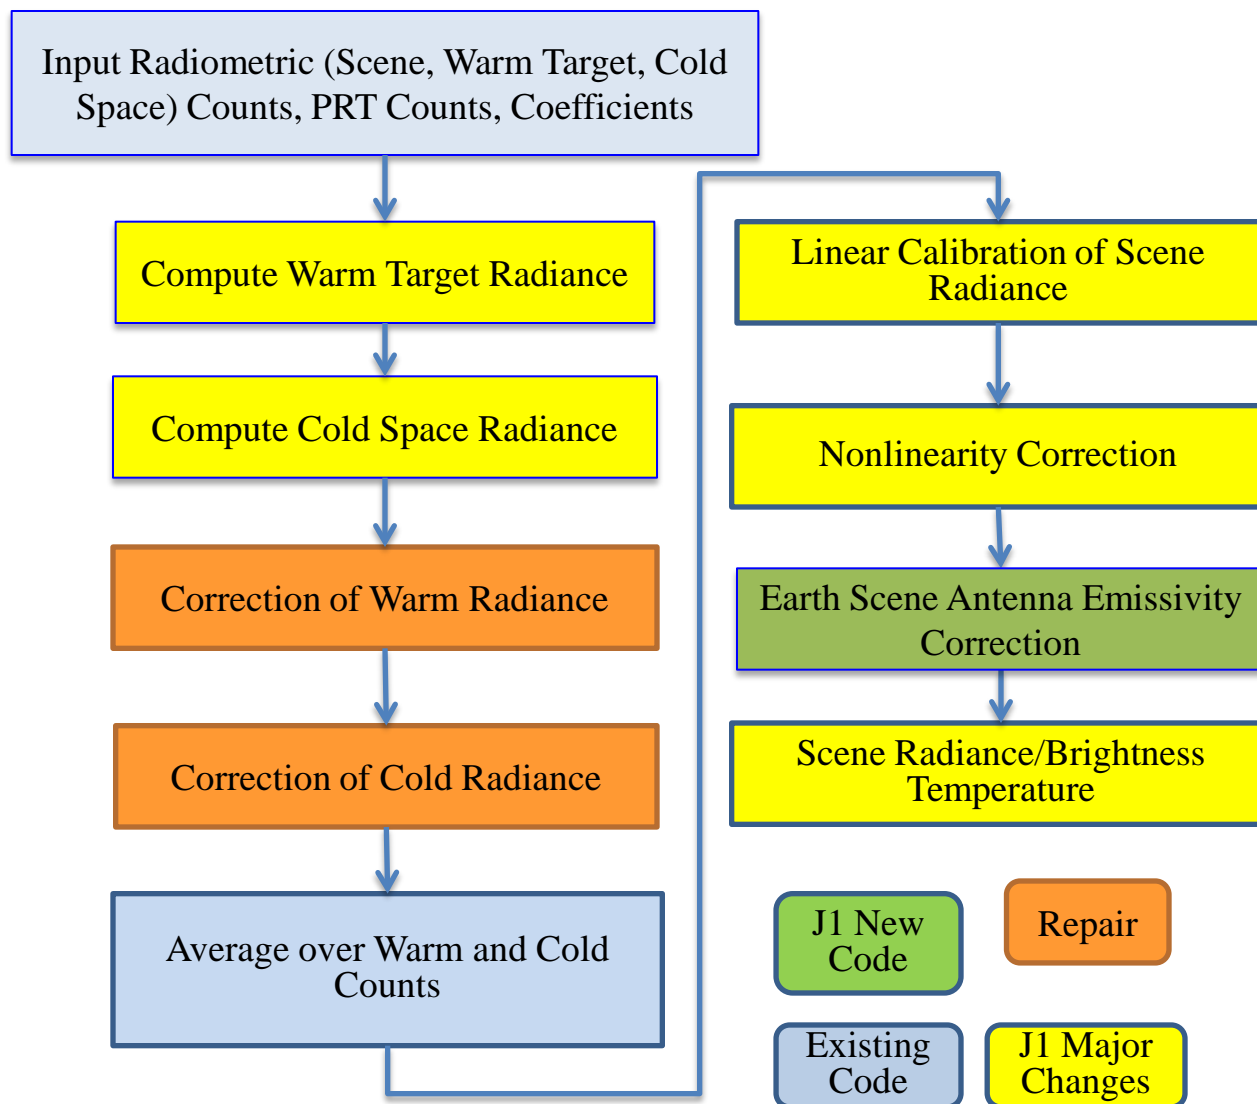 Input Radiometric (Scene, Warm Target, Cold
Space) Counts, PRT Counts, Coefficients
Compute Warm Target Radiance
Compute Cold Space Radiance
Correction of Warm Radiance
Correction of Cold Radiance
Average over Warm and Cold
Counts
Linear Calibration of Scene
Radiance
Nonlinearity Correction
Earth Scene Antenna Emissivity
Correction
Scene Radiance/Brightness
Temperature
J1 New
Code
Repair
Existing
Code
J1 Major
Changes